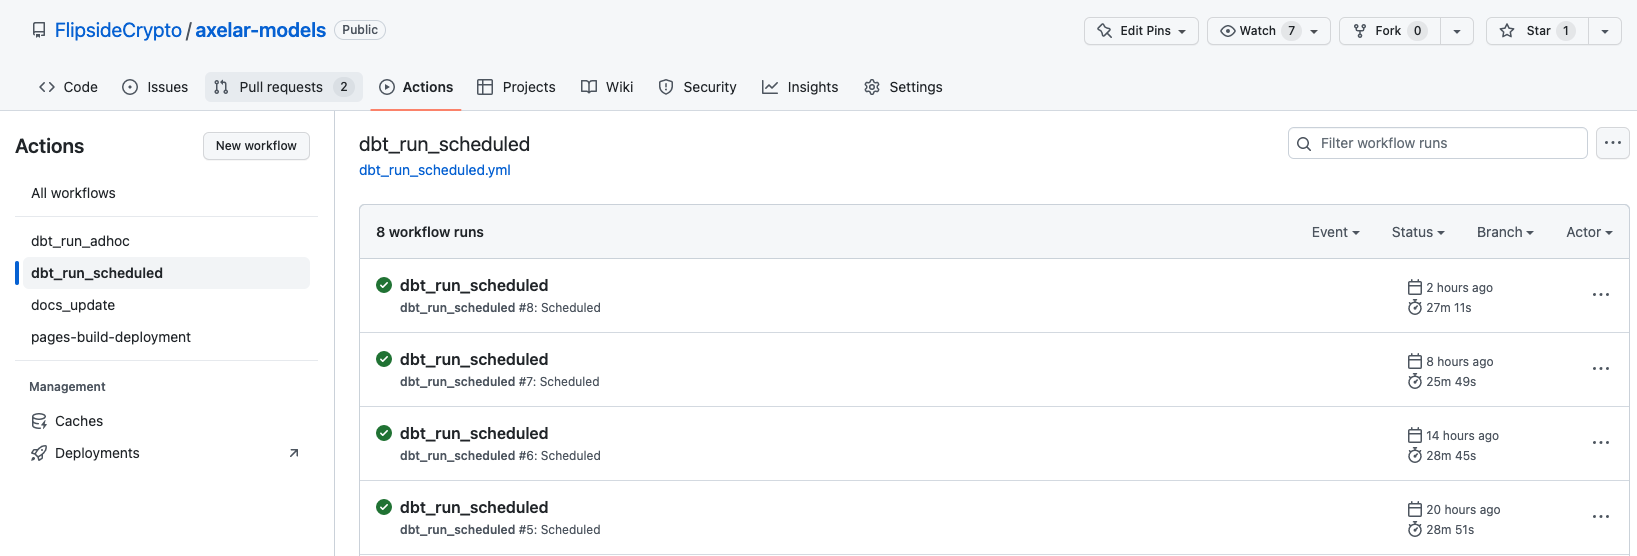 FlipsideCrypto / axelar-models Public
Edit Pins Watch 7 Fork 0 Star 1
Code Issues Pull requests 2 Actions Projects Wiki Security Insights Settings
Actions New workflow
All workflows
dbt_run_adhoc
dbt_run_scheduled
docs_update
pages-build-deployment
Management
Caches
Deployments
dbt_run_scheduled
dbt_run_scheduled.yml
Filter workflow runs
8 workflow runs Event Status Branch Actor
dbt_run_scheduled
dbt_run_scheduled #8: Scheduled
2 hours ago
27m 11s
dbt_run_scheduled
dbt_run_scheduled #7: Scheduled
8 hours ago
25m 49s
dbt_run_scheduled
dbt_run_scheduled #6: Scheduled
14 hours ago
28m 45s
dbt_run_scheduled
dbt_run_scheduled #5: Scheduled
20 hours ago
28m 51s